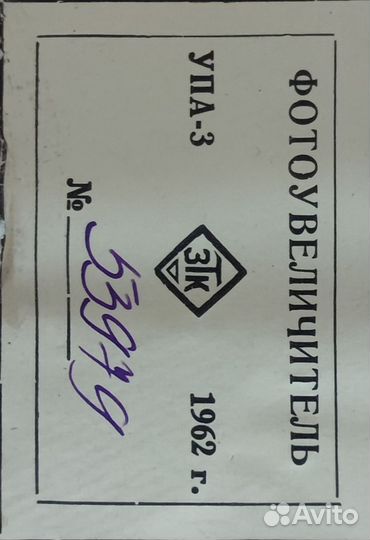 ФОТОУВЕЛИЧИТЕЛЬ
УПА-3 ЗТК 1962 г.
№ 53979
Avito